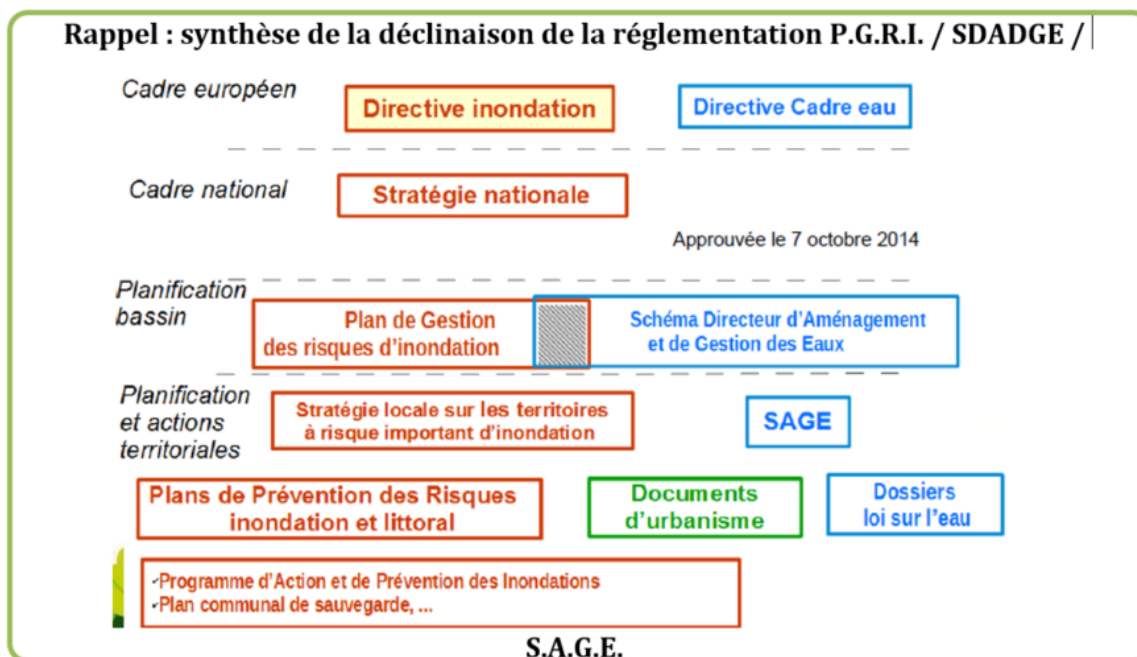 Rappel : synthèse de la déclinaison de la réglementation P.G.R.I. / SDADGE /
Cadre européen
Directive inondation
Directive Cadre eau
Cadre national
Stratégie nationale
Approuvée le 7 octobre 2014
Planification
bassin
Plan de Gestion
des risques d'inondation
Schéma Directeur d'Aménagement
et de Gestion des Eaux
Planification
et actions
territoriales
Stratégie locale sur les territoires
à risque important d'inondation
SAGE
Plans de Prévention des Risques
inondation et littoral
Documents
d'urbanisme
Dossiers
loi sur l'eau
✓Programme d'Action et de Prévention des Inondations
✓Plan communal de sauvegarde, ...
S.A.G.E.